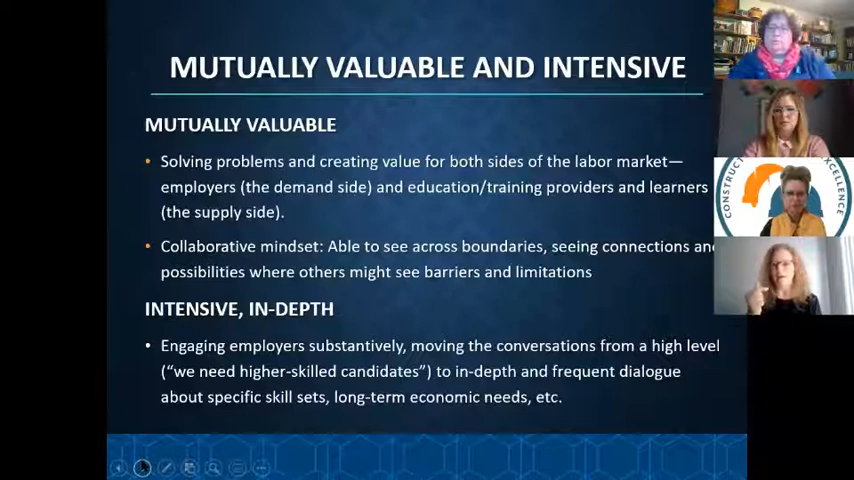 MUTUALLY VALUABLE AND INTENSIVE
MUTUALLY VALUABLE
• Solving problems and creating value for both sides of the labor market—
employers (the demand side) and education/training providers and learners
(the supply side).
• Collaborative mindset: Able to see across boundaries, seeing connections and
possibilities where others might see barriers and limitations
INTENSIVE, IN-DEPTH
• Engaging employers substantively, moving the conversations from a high level
(“we need higher-skilled candidates”) to in-depth and frequent dialogue
about specific skill sets, long-term economic needs, etc.
CONSTRUCT
EXCELLENCE